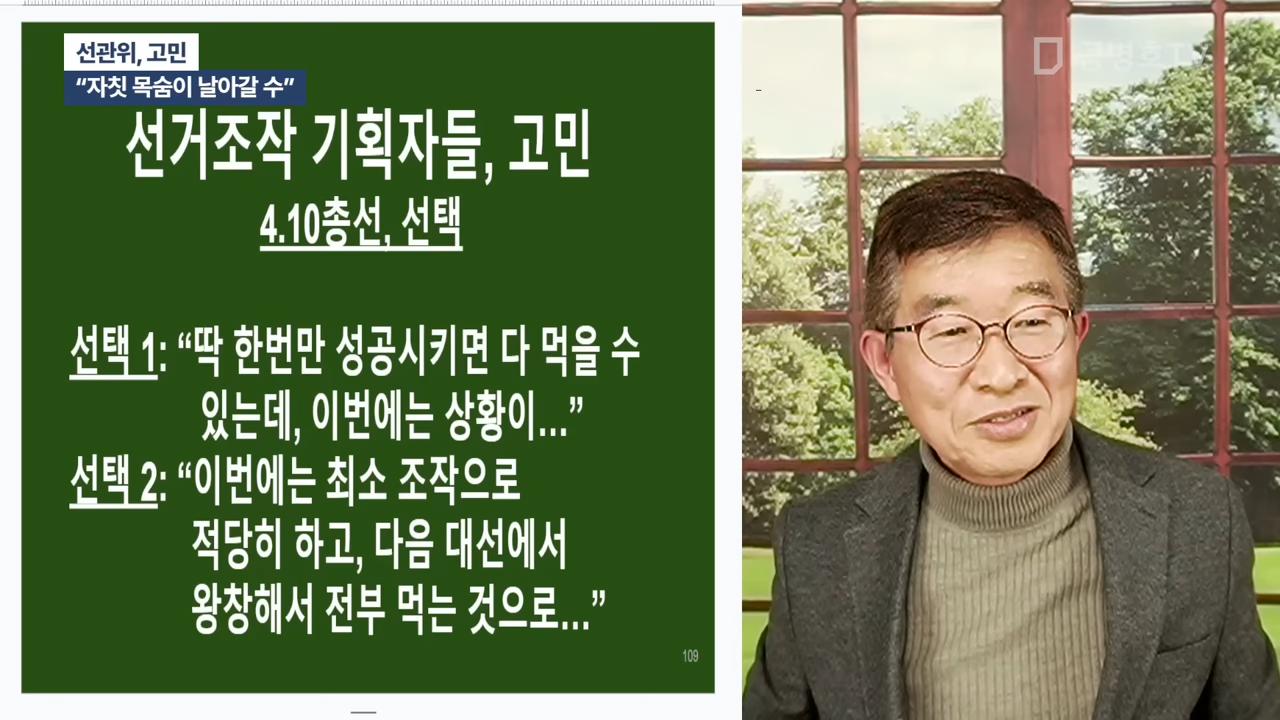 선관위, 고민
“자칫 목숨이 날아갈 수”
선거조작 기획자들, 고민
4.10총선, 선택
선택 1: “딱 한번만 성공시키면 다 먹을 수
있는데, 이번에는 상황이...”
선택 2: “이번에는 최소 조작으로
적당히 하고, 다음 대선에서
왕창해서 전부 먹는 것으로...”
109